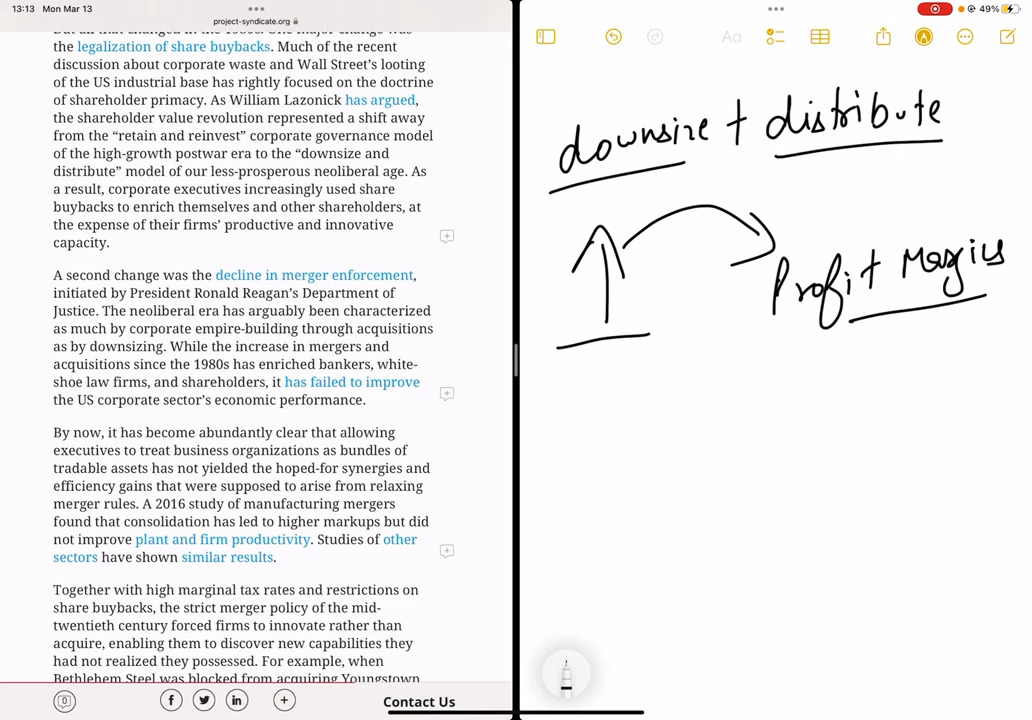 13:13 Mon Mar 13
49%
project-syndicate.org
the legalization of share buybacks. Much of the recent
discussion about corporate waste and Wall Street’s looting
of the US industrial base has rightly focused on the doctrine
of shareholder primacy. As William Lazonick has argued,
the shareholder value revolution represented a shift away
from the “retain and reinvest” corporate governance model
of the high-growth postwar era to the “downsize and
distribute” model of our less-prosperous neoliberal age. As
a result, corporate executives increasingly used share
buybacks to enrich themselves and other shareholders, at
the expense of their firms’ productive and innovative
capacity.
A second change was the decline in merger enforcement,
initiated by President Ronald Reagan’s Department of
Justice. The neoliberal era has arguably been characterized
as much by corporate empire-building through acquisitions
as by downsizing. While the increase in mergers and
acquisitions since the 1980s has enriched bankers, white-
shoe law firms, and shareholders, it has failed to improve
the US corporate sector’s economic performance.
By now, it has become abundantly clear that allowing
executives to treat business organizations as bundles of
tradable assets has not yielded the hoped-for synergies and
efficiency gains that were supposed to arise from relaxing
merger rules. A 2016 study of manufacturing mergers
found that consolidation has led to higher markups but did
not improve plant and firm productivity. Studies of other
sectors have shown similar results.
Together with high marginal tax rates and restrictions on
share buybacks, the strict merger policy of the mid-
twentieth century forced firms to innovate rather than
acquire, enabling them to discover new capabilities they
had not realized they possessed. For example, when
Bethlehem Steel was blocked from acquiring Youngstown
0
Contact Us
Aa
downsize + distribute
Profit Margins